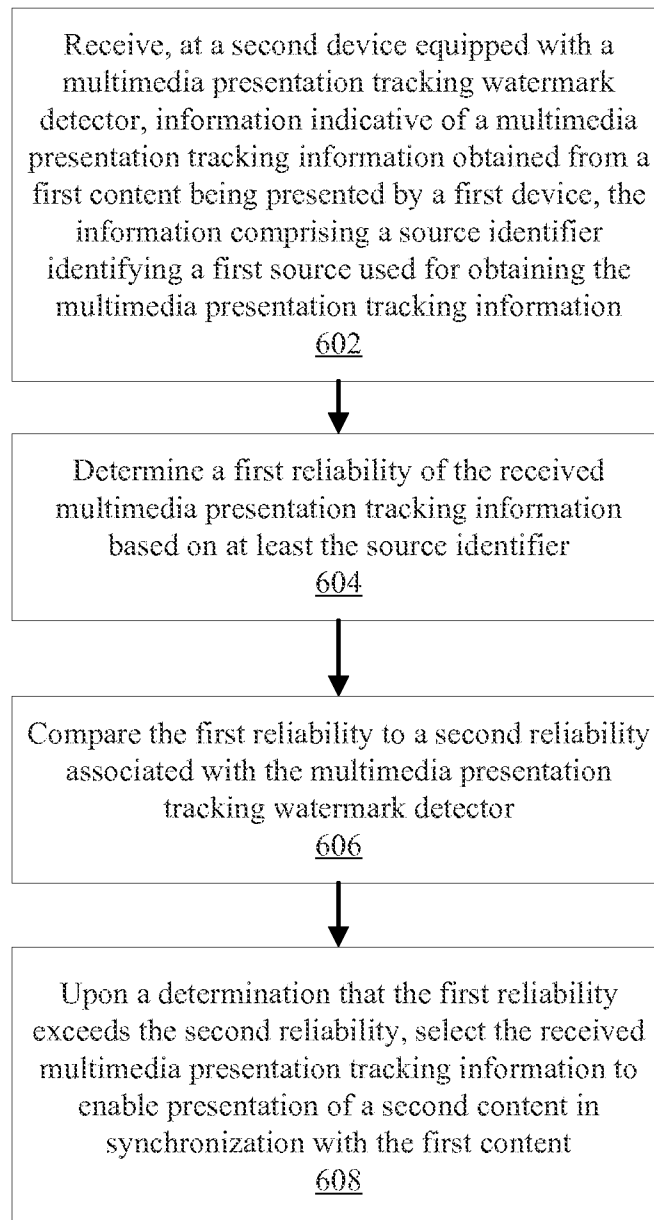 Receive, at a second device equipped with a
multimedia presentation tracking watermark
detector, information indicative of a multimedia
presentation tracking information obtained from a
first content being presented by a first device, the
information comprising a source identifier
identifying a first source used for obtaining the
multimedia presentation tracking information
602
Determine a first reliability of the received
multimedia presentation tracking information
based on at least the source identifier
604
Compare the first reliability to a second reliability
associated with the multimedia presentation
tracking watermark detector
606
Upon a determination that the first reliability
exceeds the second reliability, select the received
multimedia presentation tracking information to
enable presentation of a second content in
synchronization with the first content
608